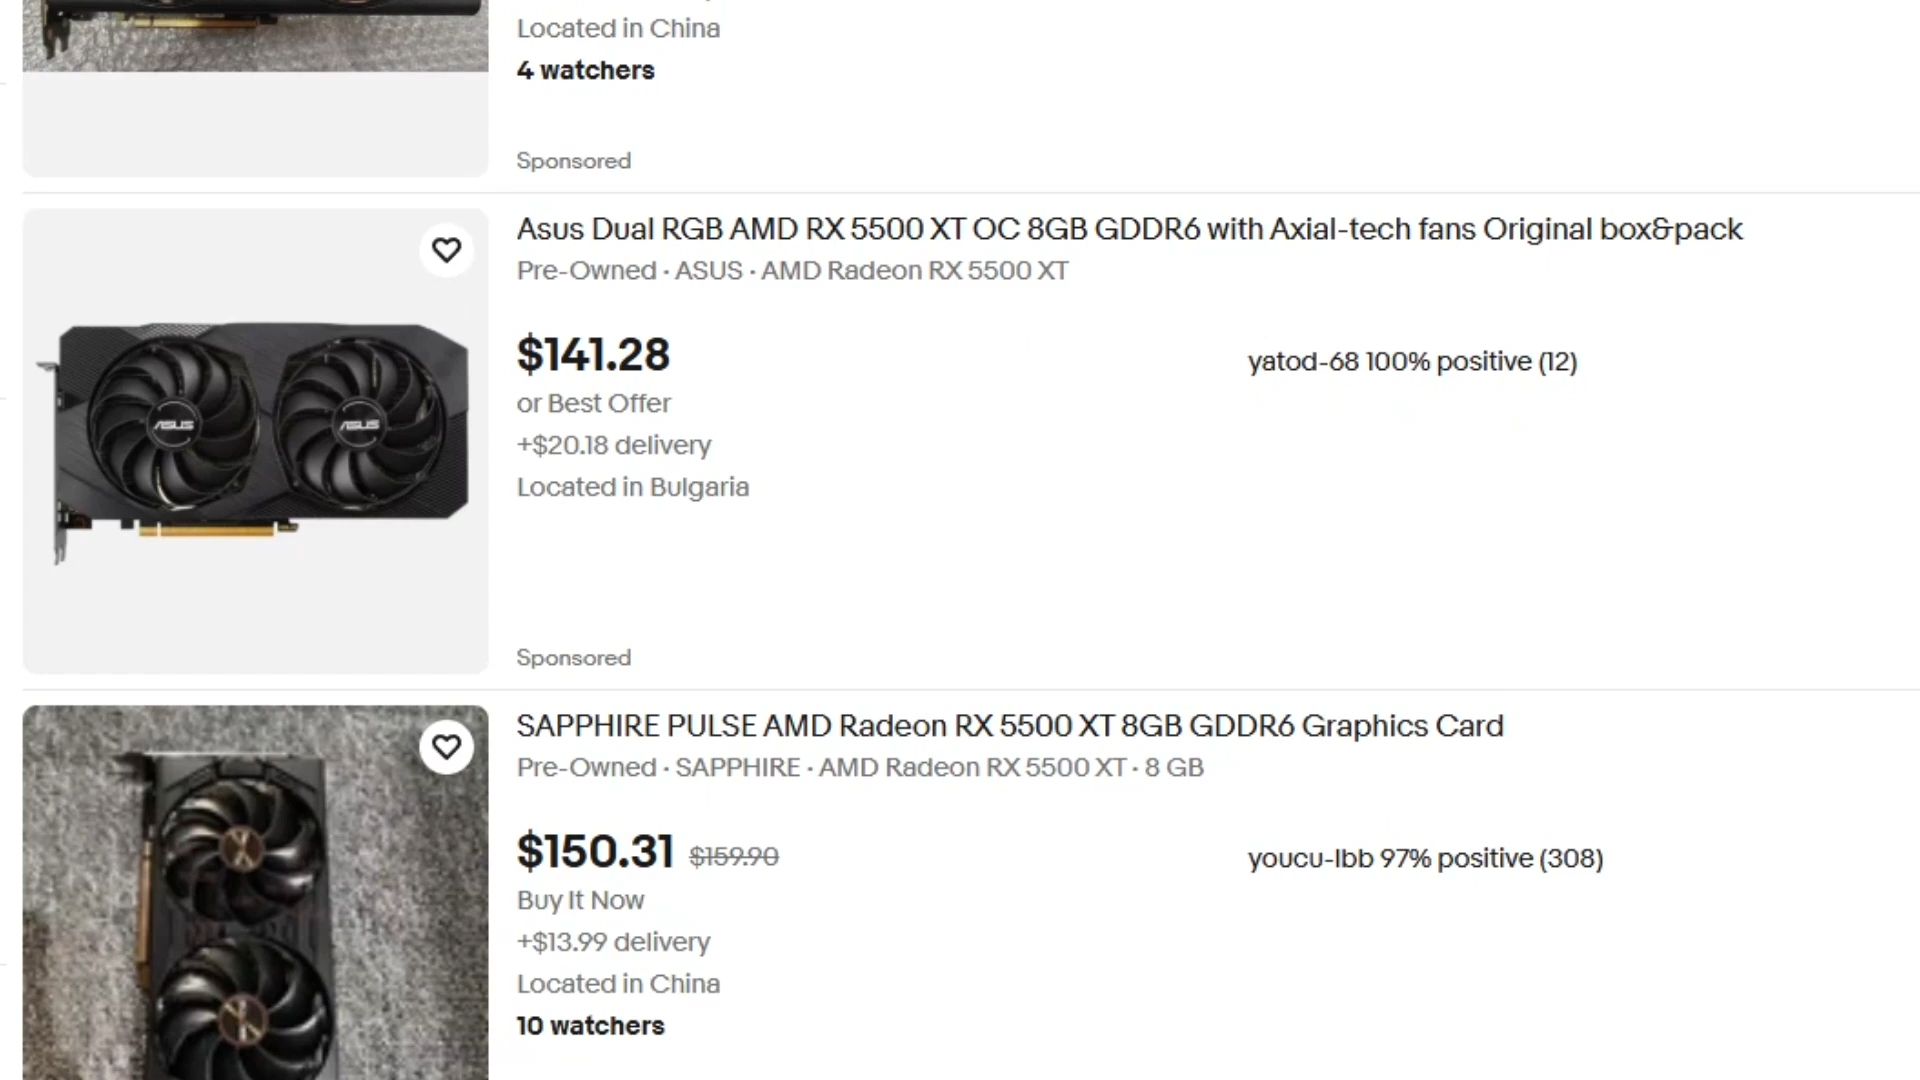 Located in China
4 watchers
Sponsored
Asus Dual RGB AMD RX 5500 XT OC 8GB GDDR6 with Axial-tech fans Original box&pack
Pre-Owned · ASUS · AMD Radeon RX 5500 XT
$141.28
yatod-68 100% positive (12)
or Best Offer
+$20.18 delivery
Located in Bulgaria
ASUS
ASUS
Sponsored
SAPPHIRE PULSE AMD Radeon RX 5500 XT 8GB GDDR6 Graphics Card
Pre-Owned · SAPPHIRE · AMD Radeon RX 5500 XT · 8 GB
$150.31 $159.90
youcu-lbb 97% positive (308)
Buy It Now
+$13.99 delivery
Located in China
10 watchers